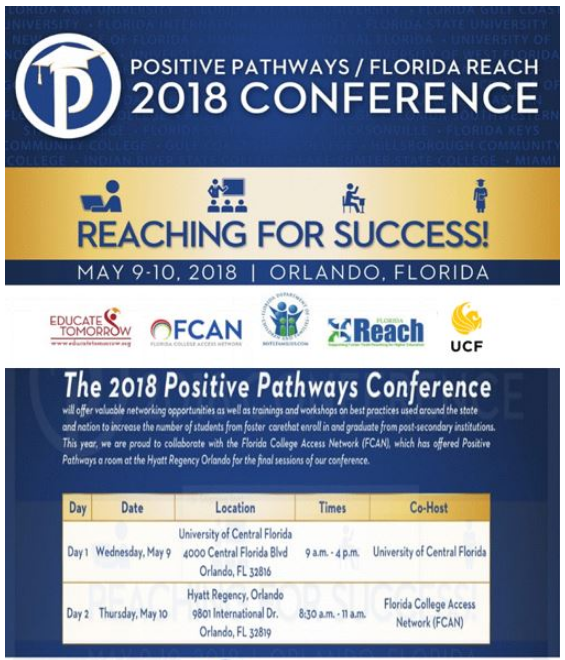 POSITIVE PATHWAYS / FLORIDA REACH
2018 CONFERENCE
REACHING FOR SUCCESS!
MAY 9-10, 2018 | ORLANDO, FLORIDA
EDUCATE
TOMORROW
www.educatetomorrow.org
FCAN
FLORIDA COLLEGE ACCESS NETWORK
FLORIDA
Reach
UCF
The 2018 Positive Pathways Conference
will offer valuable networking opportunities as well as trainings and workshops on best practices used around the state
and nation to increase the number of students from foster carethat enroll in and graduate from post-secondary institutions.
This year, we are proud to collaborate with the Florida College Access Network (FCAN), which has offered Positive
Pathways a room at the Hyatt Regency Orlando for the final sessions of our conference.
Day Date Location Times Co-Host
Day 1 Wednesday, May 9 University of Central Florida
4000 Central Florida Blvd
Orlando, FL 32816 9 a.m. - 4 p.m. University of Central Florida
Day 2 Thursday, May 10 Hyatt Regency, Orlando
9801 International Dr.
Orlando, FL 32819 8:30 a.m. - 11 a.m. Florida College Access
Network (FCAN)